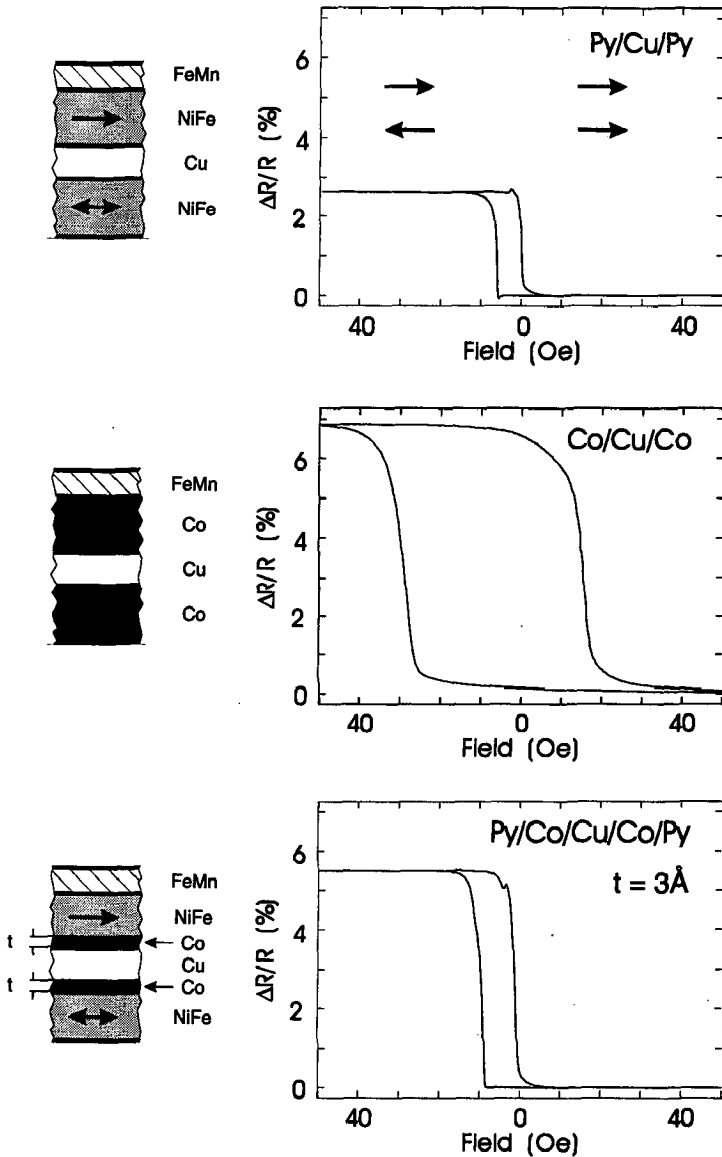 FeMn
NiFe
Cu
NiFe
Py/Cu/Py
6
4
2
0
ΔR/R (%)
40 0 40
Field (Oe)
FeMn
Co
Cu
Co
Co/Cu/Co
6
4
2
0
ΔR/R (%)
40 0 40
Field (Oe)
FeMn
NiFe
t Co
Cu
t Co
NiFe
Py/Co/Cu/Co/Py
t = 3Å
6
4
2
0
ΔR/R (%)
40 0 40
Field (Oe)